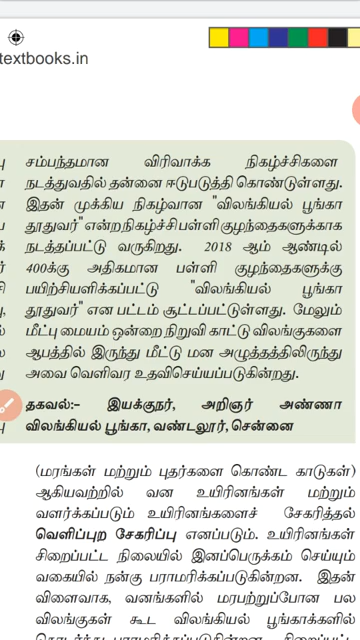 textbooks.in
சம்பந்தமான விரிவாக்க நிகழ்ச்சிகளை
நடத்துவதில் தன்னை ஈடுபடுத்தி கொண்டுள்ளது.
இதன் முக்கிய நிகழ்வான "விலங்கியல் பூங்கா
தூதுவர்" என்ற நிகழ்ச்சி பள்ளி குழந்தைகளுக்காக
நடத்தப்பட்டு வருகிறது. 2018 ஆம் ஆண்டில்
400க்கு அதிகமான பள்ளி குழந்தைகளுக்கு
பயிற்சியளிக்கப்பட்டு "விலங்கியல் பூங்கா
தூதுவர்" என பட்டம் சூட்டப்பட்டுள்ளது. மேலும்
மீட்பு மையம் ஒன்றை நிறுவி காட்டு விலங்குகளை
ஆபத்தில் இருந்து மீட்டு மன அழுத்தத்திலிருந்து
அவை வெளிவர உதவிசெய்யப்படுகின்றது.
தகவல்:- இயக்குநர், அறிஞர் அண்ணா
விலங்கியல் பூங்கா, வண்டலூர், சென்னை
(மரங்கள் மற்றும் புதர்களை கொண்ட காடுகள்)
ஆகியவற்றில் வன உயிரினங்கள் மற்றும்
வளர்க்கப்படும் உயிரினங்களைச் சேகரித்தல்
வெளிப்புற சேகரிப்பு எனப்படும். உயிரினங்கள்
சிறைப்பட்ட நிலையில் இனப்பெருக்கம் செய்யும்
வகையில் நன்கு பராமரிக்கப்படுகின்றன. இதன்
விளைவாக, வனங்களில் மரபற்றுப்போன பல
விலங்குகள் கூட விலங்கியல் பூங்காக்களில்